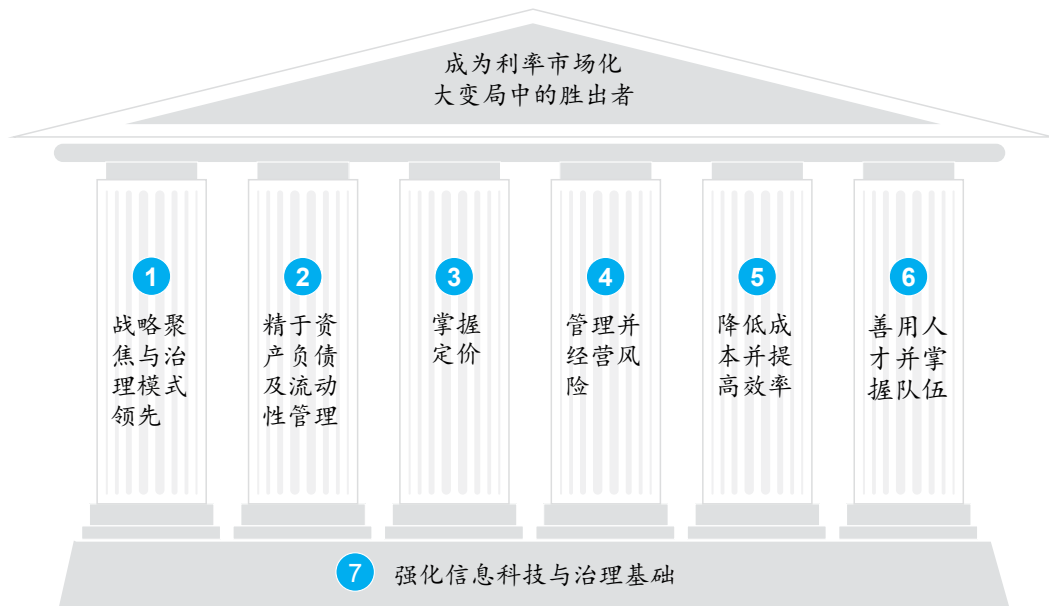 成为利率市场化
大变局中的胜出者
1
战略聚
焦与治
理模式
领先
2
精于资
产负债
及流动
性管理
3
掌握
定价
4
管理并
经营风
险
5
降低成
本并提
高效率
6
善用人
才并掌
握队伍
7 强化信息科技与治理基础